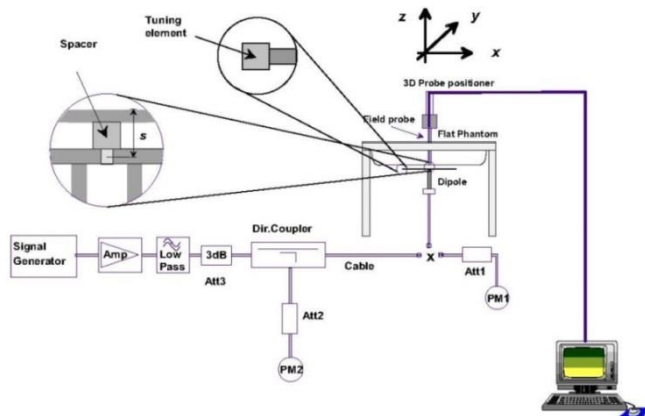 Tuning
element
Spacer
s
z
y
x
3D Probe positioner
Field probe
Flat Phantom
Dipole
Signal
Generator
Amp
Low
Pass
3dB
Att3
Dir.Coupler
Cable
x
Att1
PM1
Att2
PM2